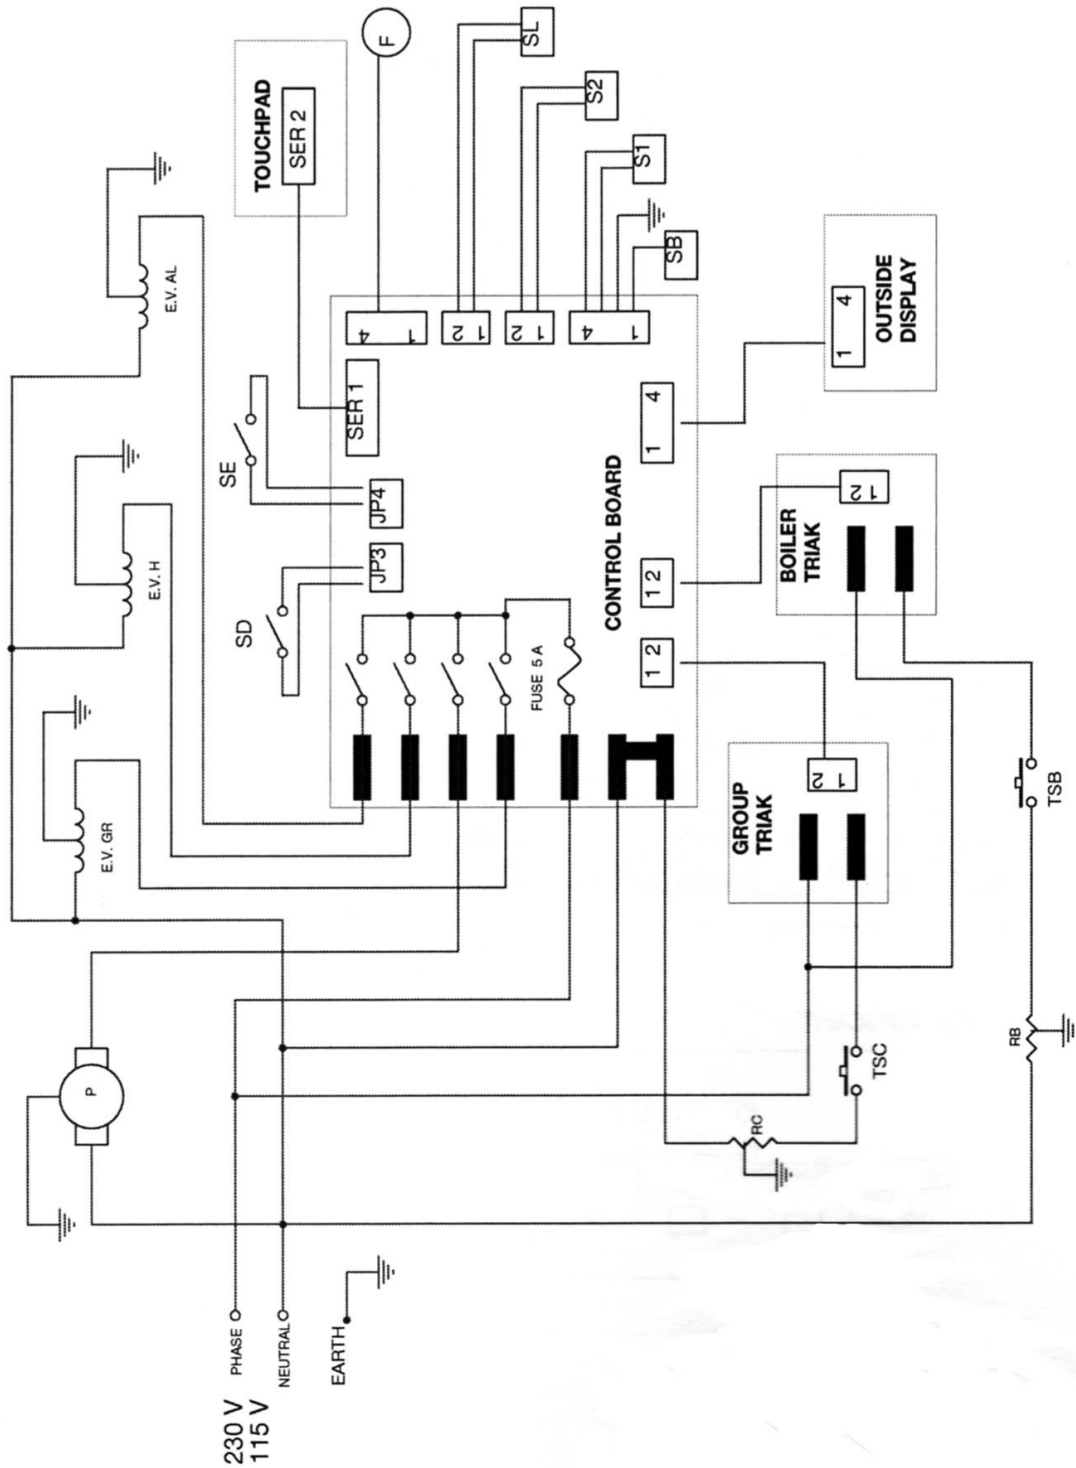 230 V
115 V
PHASE
NEUTRAL
EARTH
P
E.V. GR
E.V. H
E.V. AL
SD
SE
TOUCHPAD
SER 2
F
SL
S2
S1
SB
SER 1
JP4
JP3
4 1
1 2
1 2
4 1
FUSE 5 A
CONTROL BOARD
1 2
1 2
1 4
OUTSIDE
DISPLAY
1 4
BOILER
TRIAK
1 2
GROUP
TRIAK
1 2
TSC
RC
TSB
RB